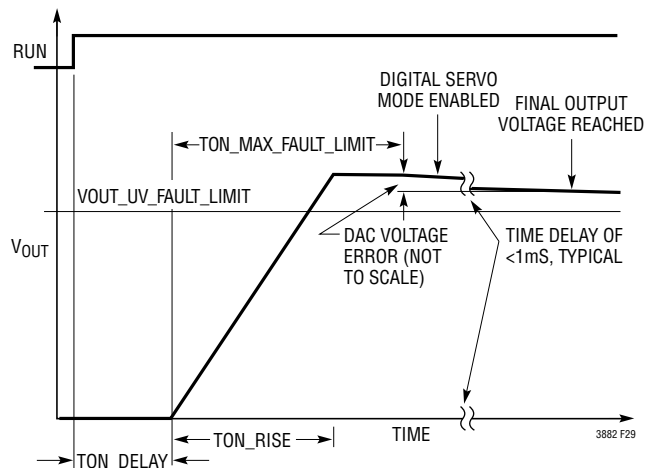 RUN
DIGITAL SERVO
MODE ENABLED
FINAL OUTPUT
VOLTAGE REACHED
TON_MAX_FAULT_LIMIT
VOUT_UV_FAULT_LIMIT
VOUT
DAC VOLTAGE
ERROR (NOT
TO SCALE)
TIME DELAY OF
<1mS, TYPICAL
TON_RISE
TIME
3882 F29
TON_DELAY